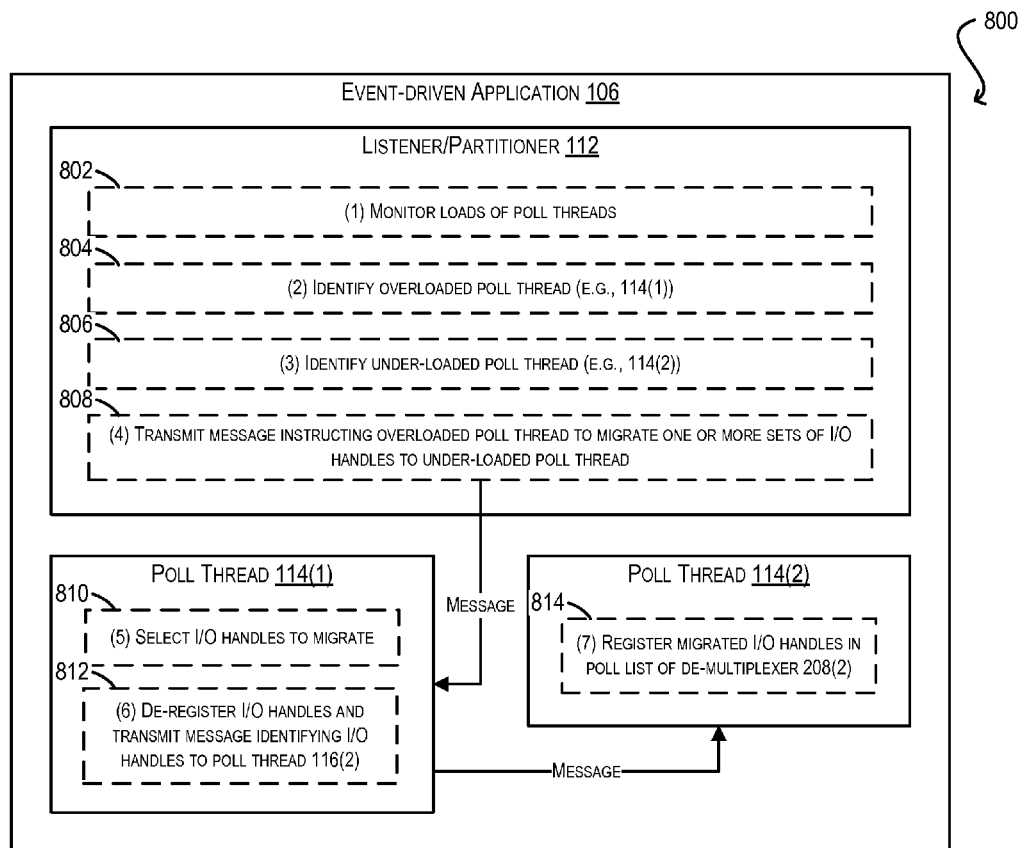 800
EVENT-DRIVEN APPLICATION 106
LISTENER/PARTITIONER 112
802
(1) MONITOR LOADS OF POLL THREADS
804
(2) IDENTIFY OVERLOADED POLL THREAD (E.G., 114(1))
806
(3) IDENTIFY UNDER-LOADED POLL THREAD (E.G., 114(2))
808
(4) TRANSMIT MESSAGE INSTRUCTING OVERLOADED POLL THREAD TO MIGRATE ONE OR MORE SETS OF I/O
HANDLES TO UNDER-LOADED POLL THREAD
POLL THREAD 114(1)
810
(5) SELECT I/O HANDLES TO MIGRATE
812
(6) DE-REGISTER I/O HANDLES AND
TRANSMIT MESSAGE IDENTIFYING I/O
HANDLES TO POLL THREAD 116(2)
MESSAGE
POLL THREAD 114(2)
814
(7) REGISTER MIGRATED I/O HANDLES IN
POLL LIST OF DE-MULTIPLEXER 208(2)
MESSAGE